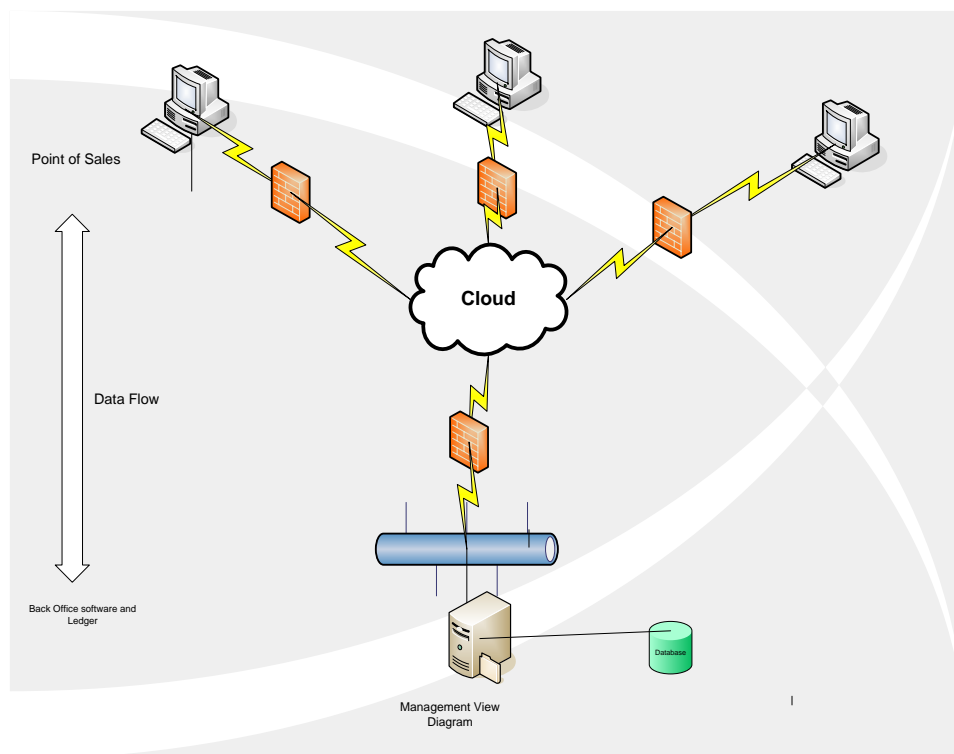 Point of Sales
Cloud
Data Flow
Back Office software and
Ledger
Database
Management View
Diagram